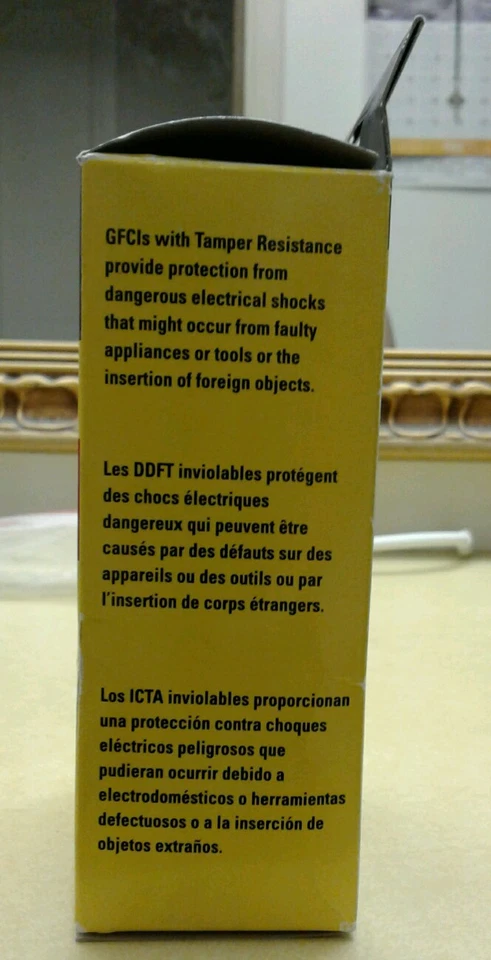 GFCIs with Tamper Resistance
provide protection from
dangerous electrical shocks
that might occur from faulty
appliances or tools or the
insertion of foreign objects.
Les DDFT inviolables protégent
des chocs électriques
dangereux qui peuvent être
causés par des défauts sur des
appareils ou des outils ou par
l'insertion de corps étrangers.
Los ICTA inviolables proporcionan
una protección contra choques
eléctricos peligrosos que
pudieran ocurrir debido a
electrodomésticos o herramientas
defectuosos o a la inserción de
objetos extraños.